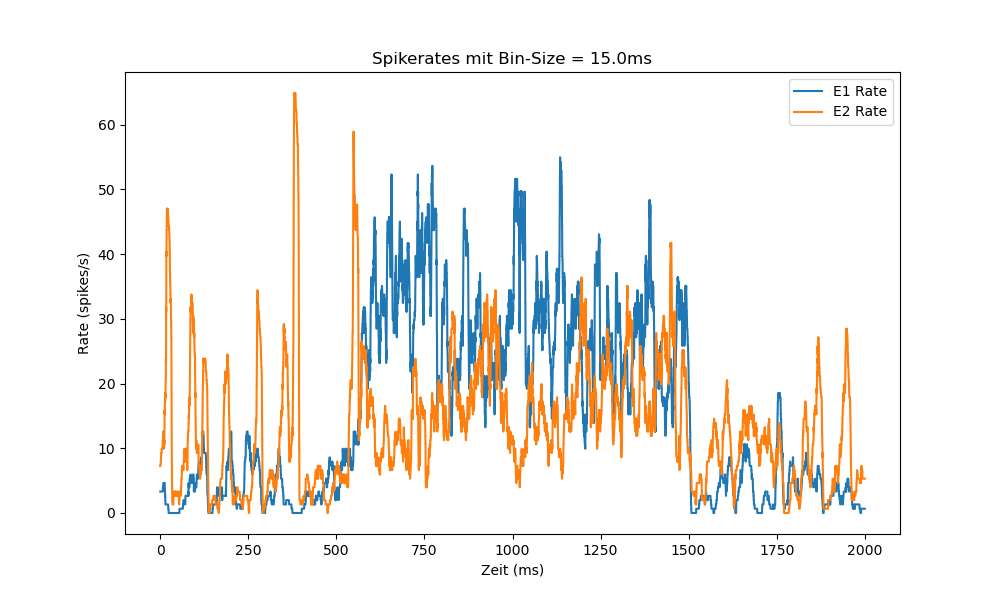 Spikerates mit Bin-Size = 15.0ms
E1 Rate
E2 Rate
Rate (spikes/s)
60
50
40
30
20
10
0
0 250 500 750 1000 1250 1500 1750 2000
Zeit (ms)